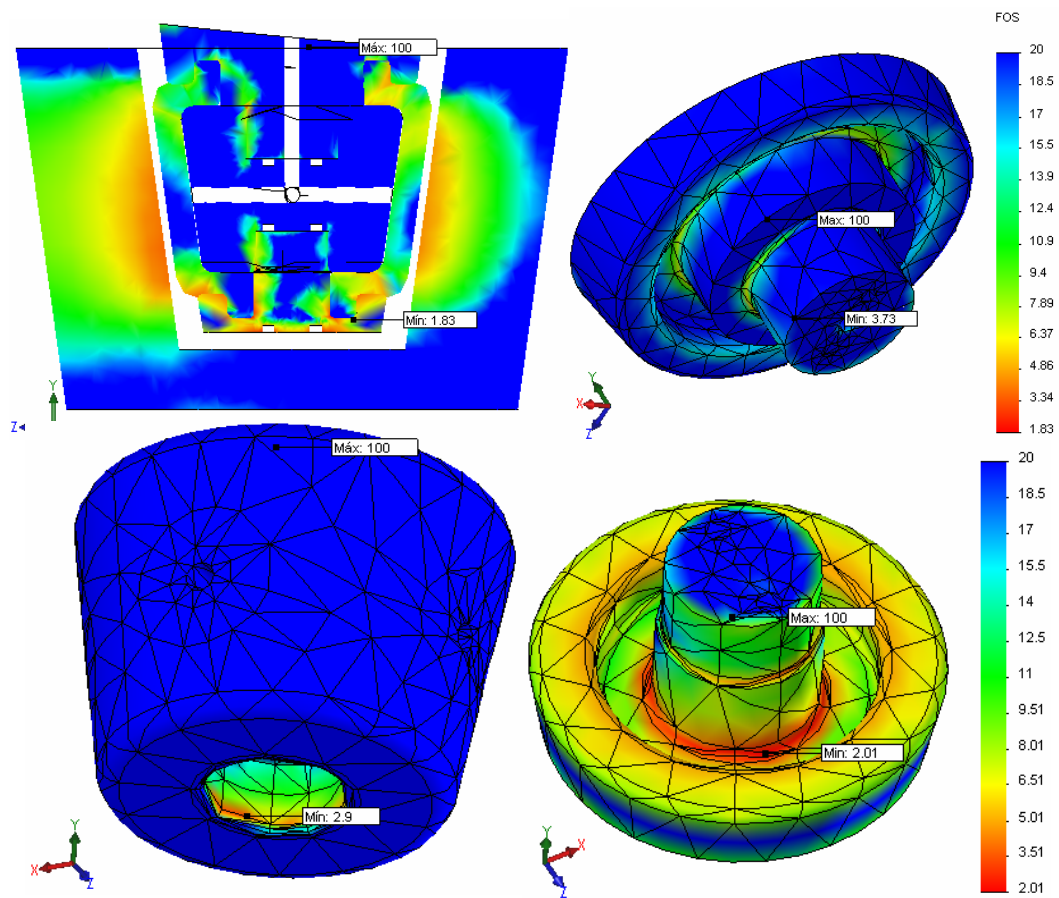 FOS
Máx: 100
20
18.5
17
15.5
13.9
12.4
10.9
9.4
7.89
6.37
4.86
3.34
1.83
Max: 100
Min: 3.73
Mín: 1.83
Y
Z
Y
X
Z
Máx: 100
Mín: 2.9
Y
X
Z
20
18.5
17
15.5
14
12.5
11
9.51
8.01
6.51
5.01
3.51
2.01
Max: 100
Min: 2.01
Y
X
Z